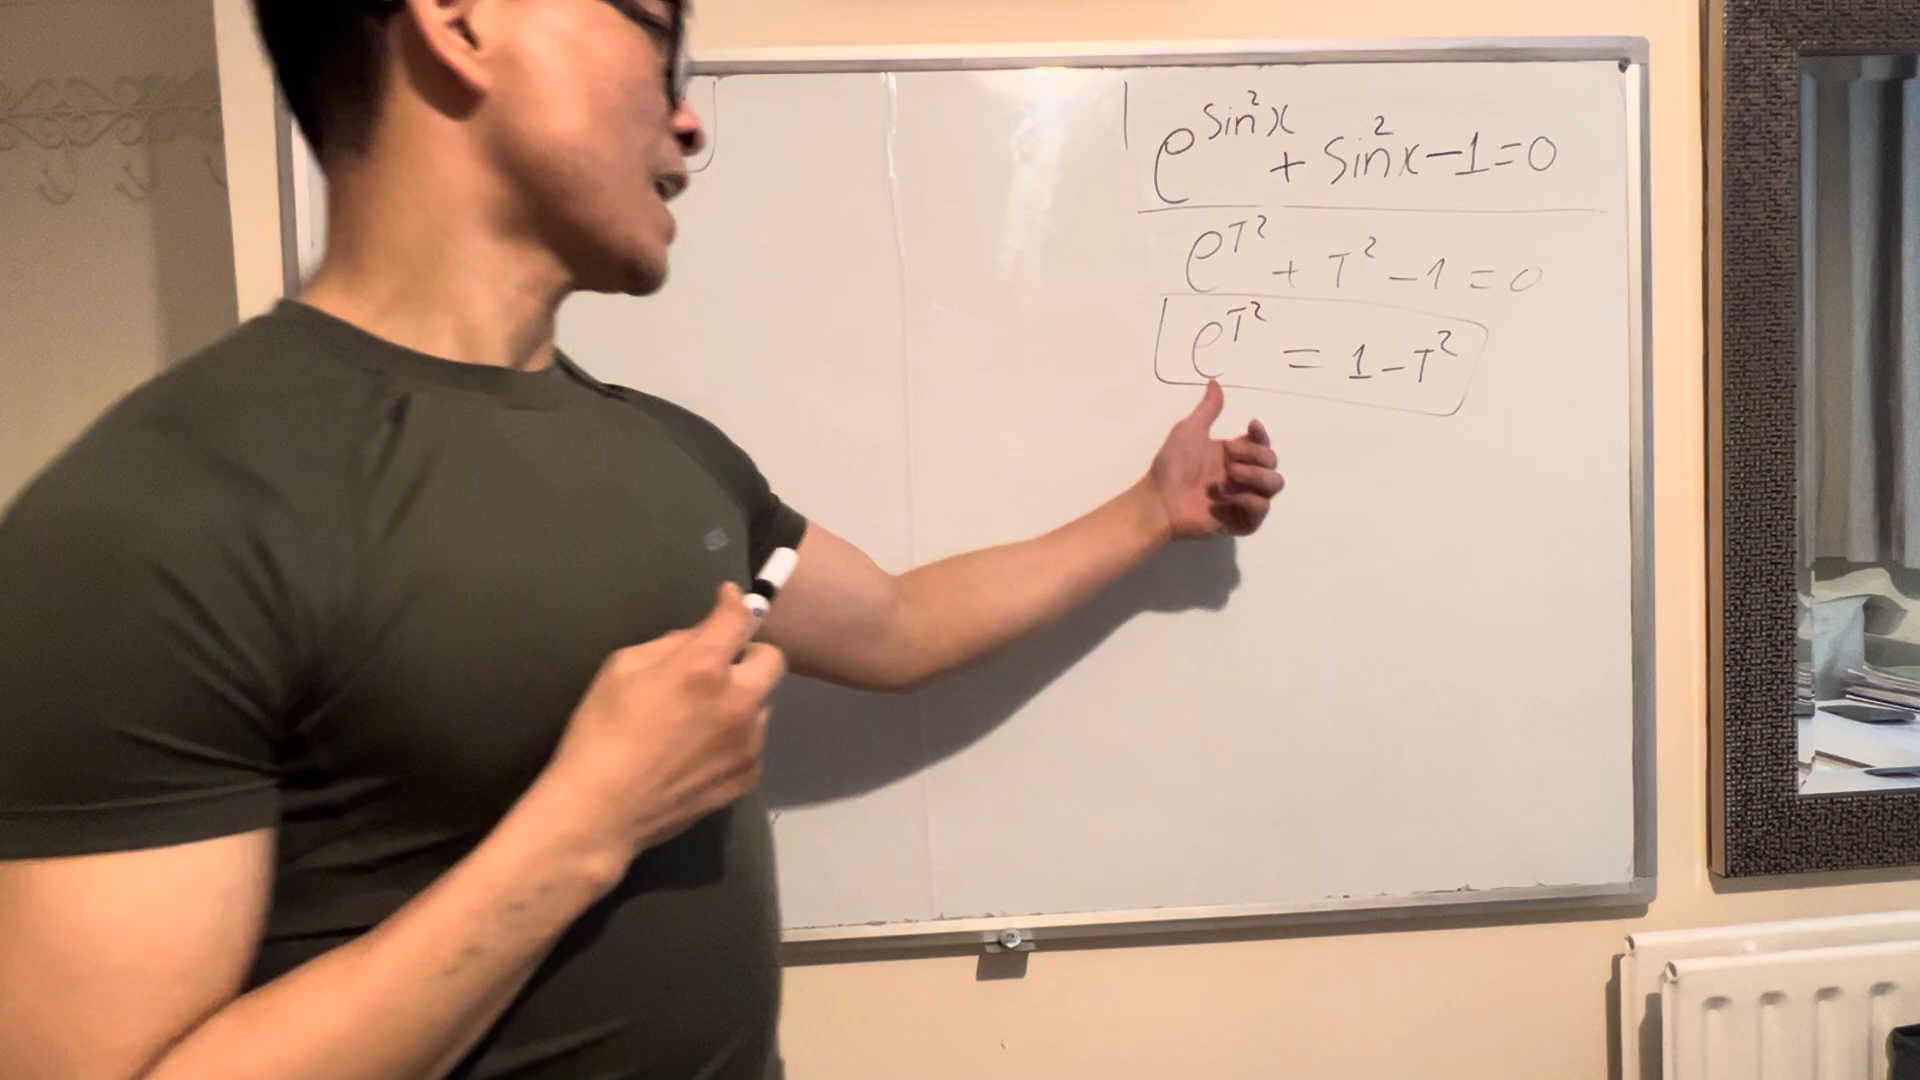 e^{sin²x} + sin²x - 1 = 0
e^{T²} + T² - 1 = 0
e^{T²} = 1 - T²